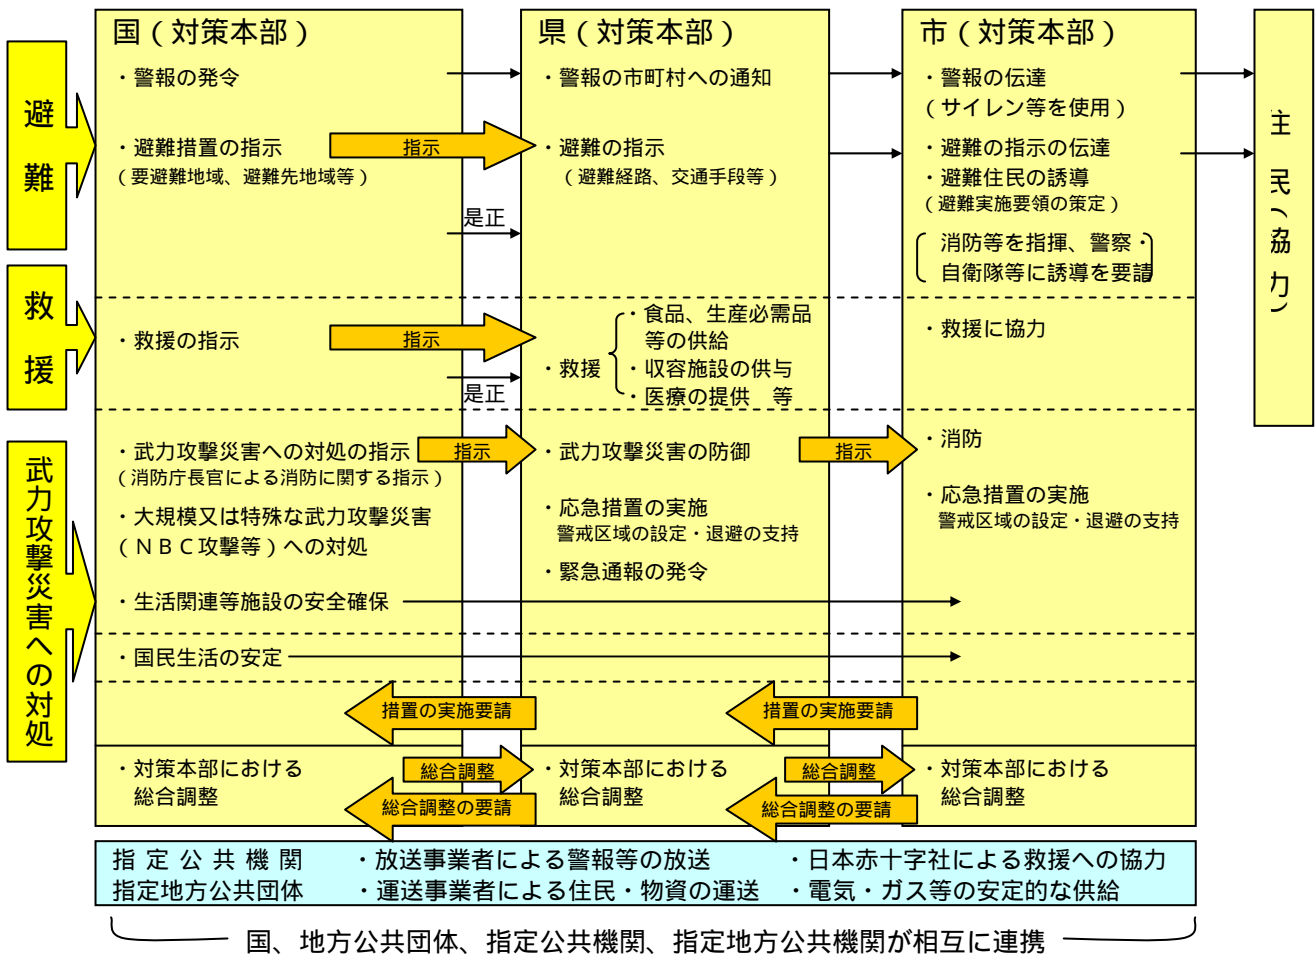 避難
救援
武力攻撃災害への対処
国（対策本部）
・警報の発令
・避難措置の指示
（要避難地域、避難先地域等）
指示
是正
・救援の指示
指示
是正
・武力攻撃災害への対処の指示
（消防庁長官による消防に関する指示）
指示
・大規模又は特殊な武力攻撃災害
（ＮＢＣ攻撃等）への対処
・生活関連等施設の安全確保
・国民生活の安定
措置の実施要請
・対策本部における
総合調整
総合調整
総合調整の要請
県（対策本部）
・警報の市町村への通知
・避難の指示
（避難経路、交通手段等）
・救援
・食品、生産必需品
等の供給
・収容施設の供与
・医療の提供　等
・武力攻撃災害の防御
指示
・応急措置の実施
警戒区域の設定・退避の支持
・緊急通報の発令
措置の実施要請
・対策本部における
総合調整
総合調整
総合調整の要請
市（対策本部）
・警報の伝達
（サイレン等を使用）
・避難の指示の伝達
・避難住民の誘導
（避難実施要領の策定）
消防等を指揮、警察・
自衛隊等に誘導を要請
・救援に協力
・消防
・応急措置の実施
警戒区域の設定・退避の支持
・対策本部における
総合調整
住民（協力）
指定公共機関　・放送事業者による警報等の放送　・日本赤十字社による救援への協力
指定地方公共団体　・運送事業者による住民・物資の運送　・電気・ガス等の安定的な供給
国、地方公共団体、指定公共機関、指定地方公共機関が相互に連携